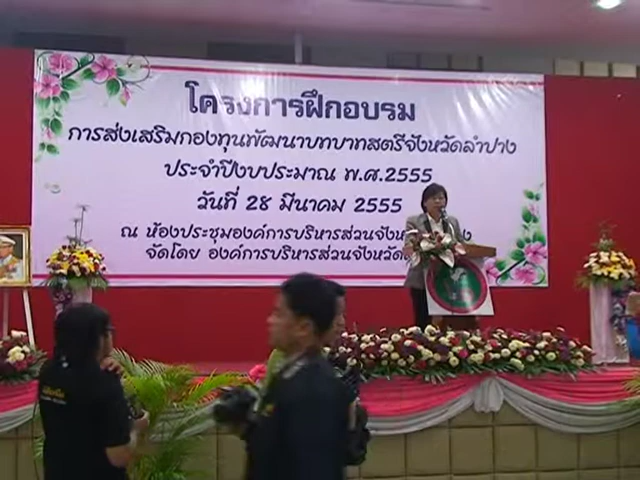 โครงการฝึกอบรม
การส่งเสริมกองทุนพัฒนาบทบาทสตรีจังหวัดลำปาง
ประจำปีงบประมาณ พ.ศ.2555
วันที่ 28 มีนาคม 2555
ณ ห้องประชุมองค์การบริหารส่วนจังหวัดลำปาง
จัดโดย องค์การบริหารส่วนจังหวัด